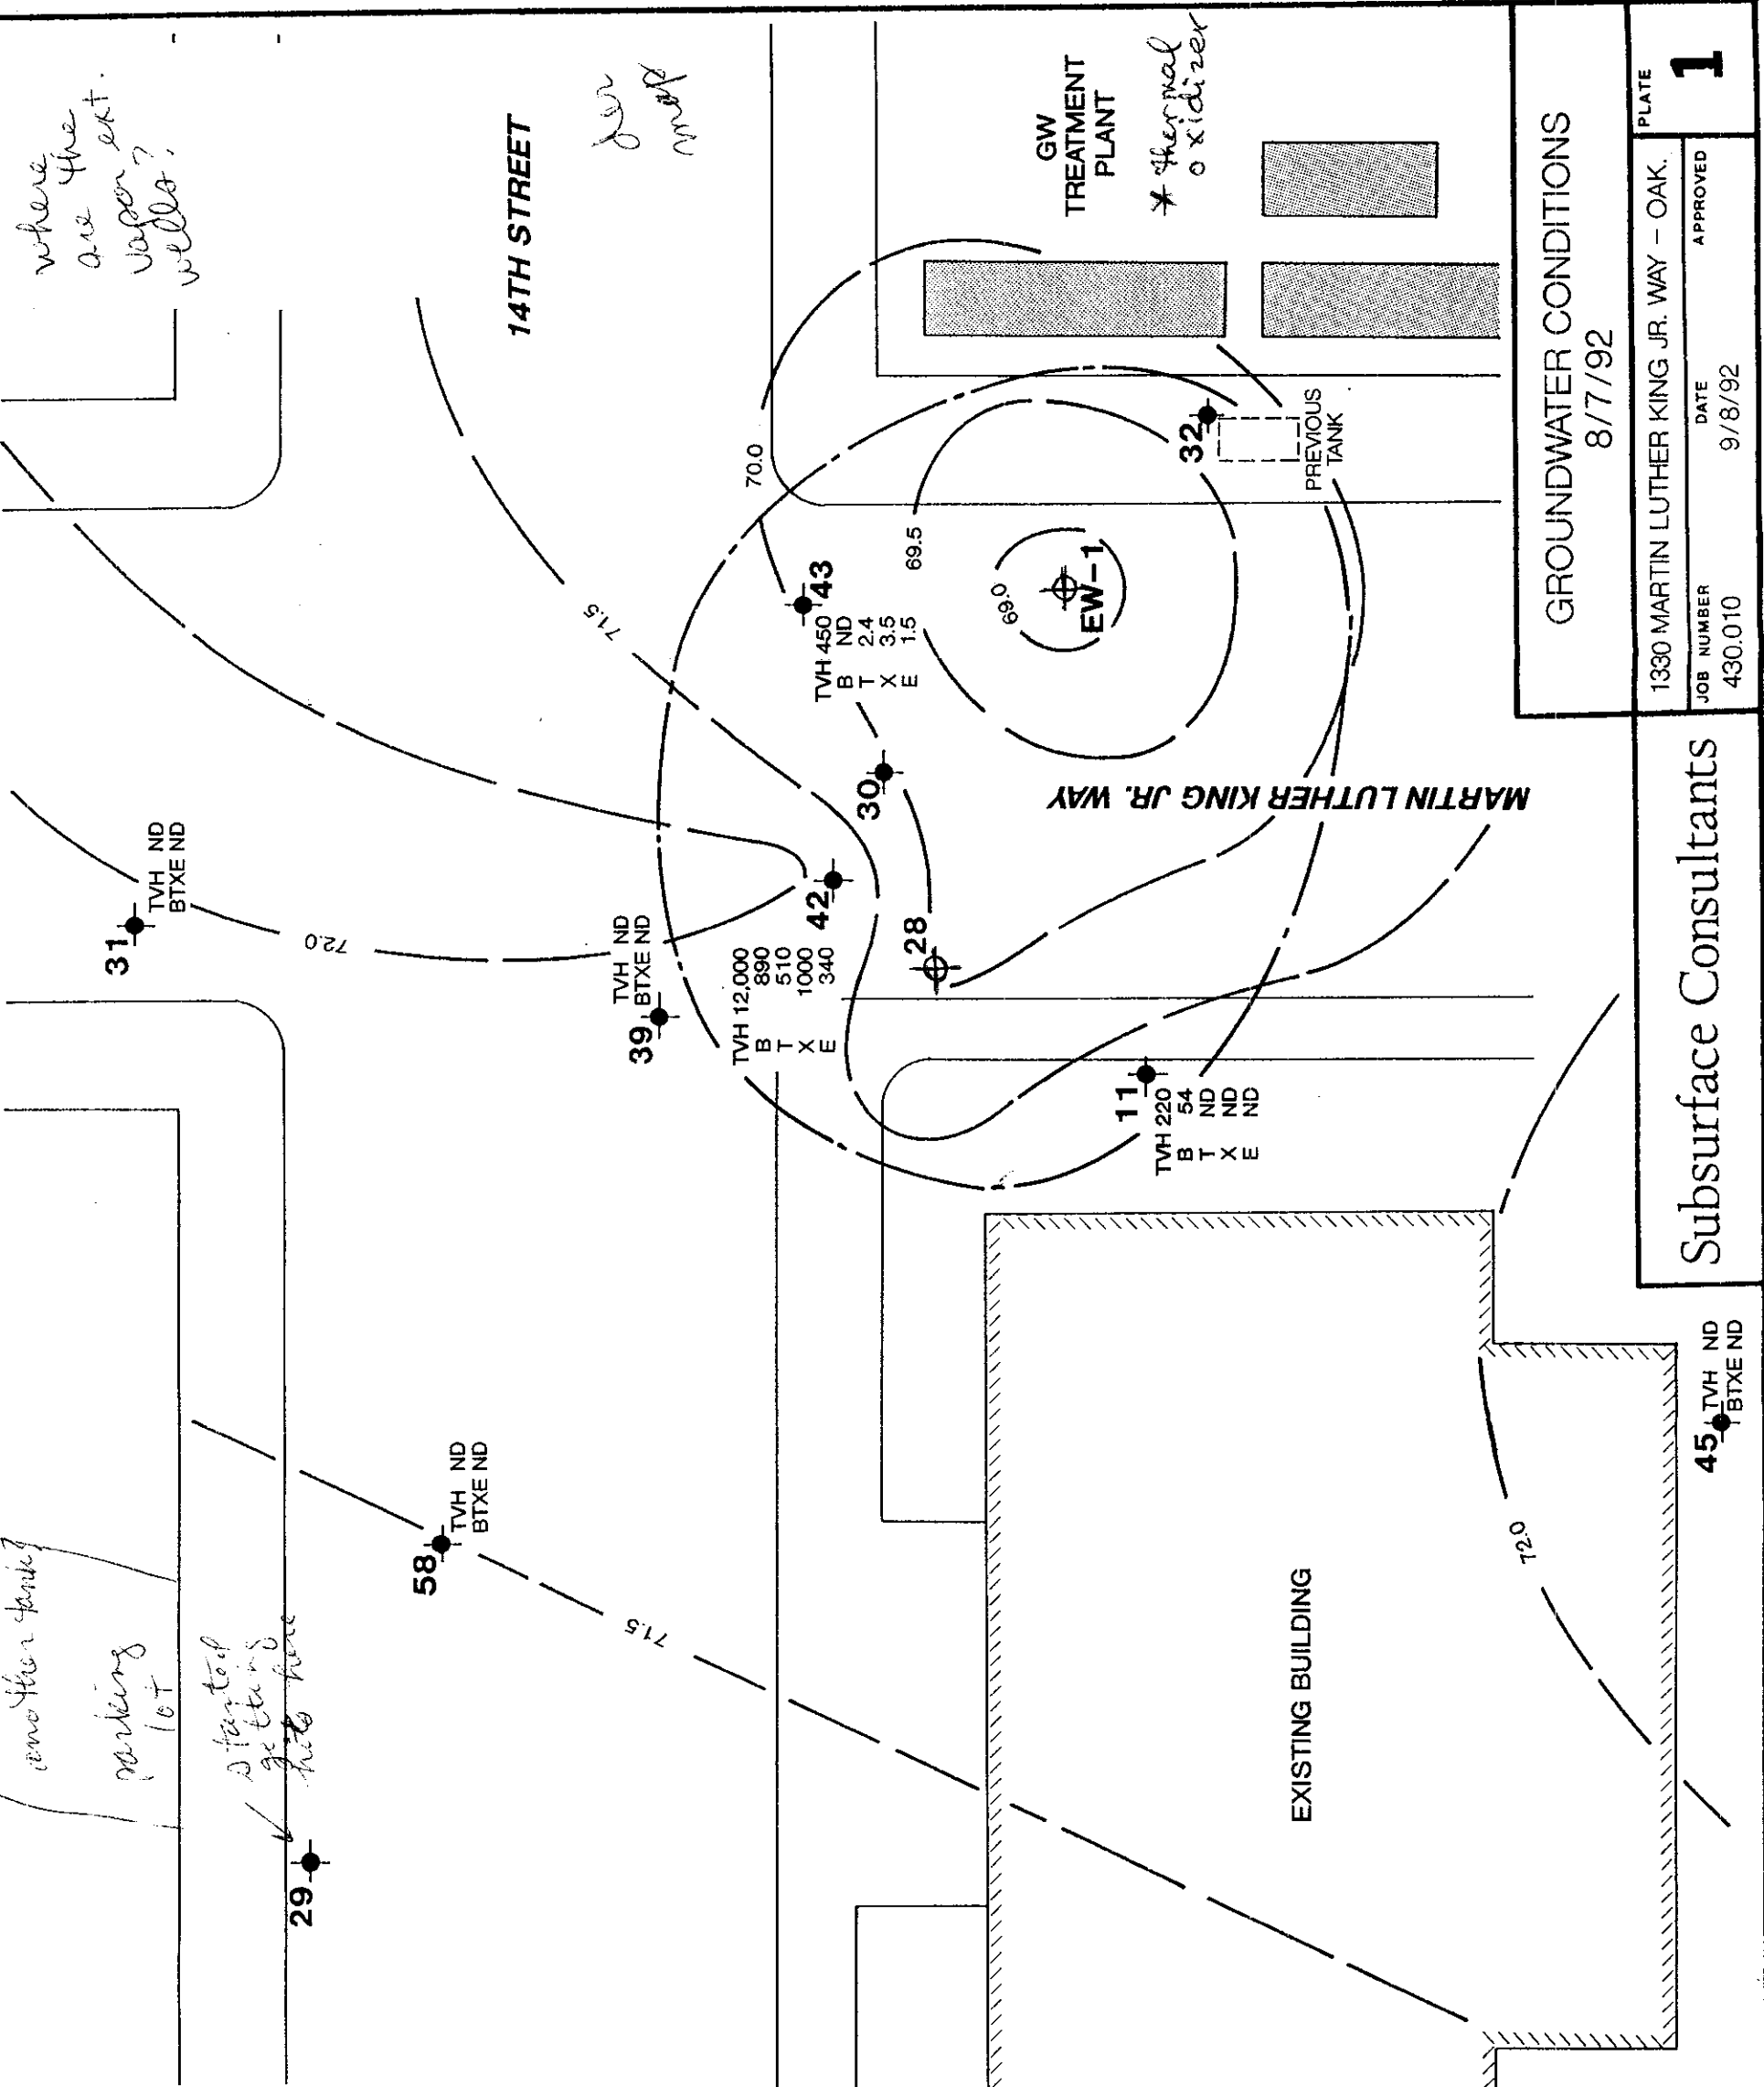 where
are the
vapor ext.
wells?
14TH STREET
per
map
GW
TREATMENT
PLANT
* thermal
oxidizer
31
TVH ND
BTXE ND
72.0
71.5
70.0
69.5
69.0
39
TVH ND
BTXE ND
42
TVH 12,000
B 890
T 510
X 1000
E 340
43
TVH 450
B ND
T 2.4
X 3.5
E 1.5
30
28
EW-1
32
PREVIOUS
TANK
MARTIN LUTHER KING JR. WAY
11
TVH 220
B 54
T ND
X ND
E ND
another tank?
parking
lot
started
getting
hits here
29
58
TVH ND
BTXE ND
71.5
EXISTING BUILDING
72.0
45
TVH ND
BTXE ND
Subsurface Consultants
GROUNDWATER CONDITIONS
8/7/92
1330 MARTIN LUTHER KING JR. WAY - OAK.
JOB NUMBER
430.010
DATE
9/8/92
APPROVED
PLATE
1